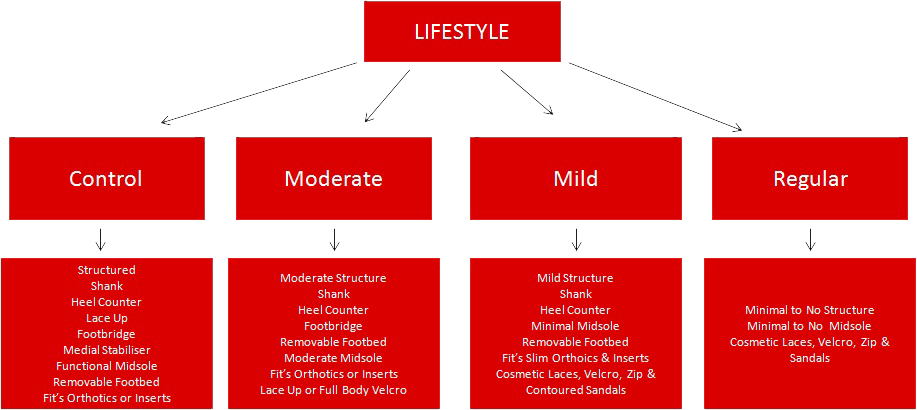 LIFESTYLE
Control
Moderate
Mild
Regular
Structured
Shank
Heel Counter
Lace Up
Footbridge
Medial Stabiliser
Functional Midsole
Removable Footbed
Fit's Orthotics or Inserts
Moderate Structure
Shank
Heel Counter
Footbridge
Removable Footbed
Moderate Midsole
Fit's Orthotics or Inserts
Lace Up or Full Body Velcro
Mild Structure
Shank
Heel Counter
Minimal Midsole
Removable Footbed
Fit's Slim Orthoics & Inserts
Cosmetic Laces, Velcro, Zip &
Contoured Sandals
Minimal to No Structure
Minimal to No Midsole
Cosmetic Laces, Velcro, Zip &
Sandals